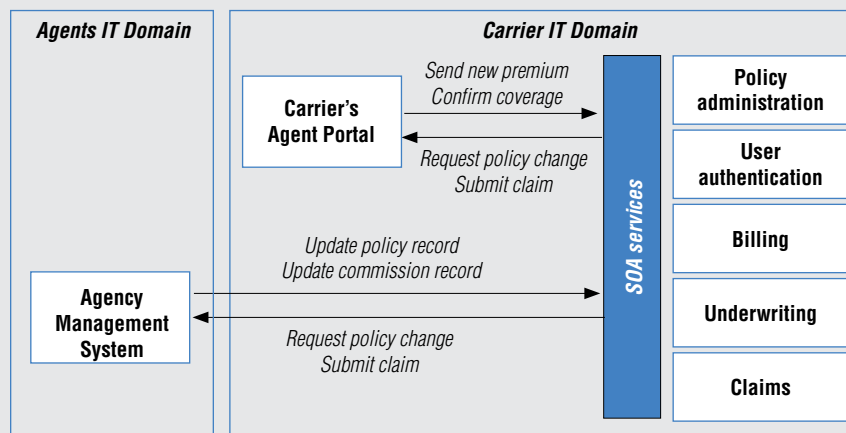 Agents IT Domain
Carrier IT Domain
Send new premium
Confirm coverage
Carrier's
Agent Portal
Request policy change
Submit claim
Update policy record
Update commission record
Agency
Management
System
Request policy change
Submit claim
SOA services
Policy
administration
User
authentication
Billing
Underwriting
Claims